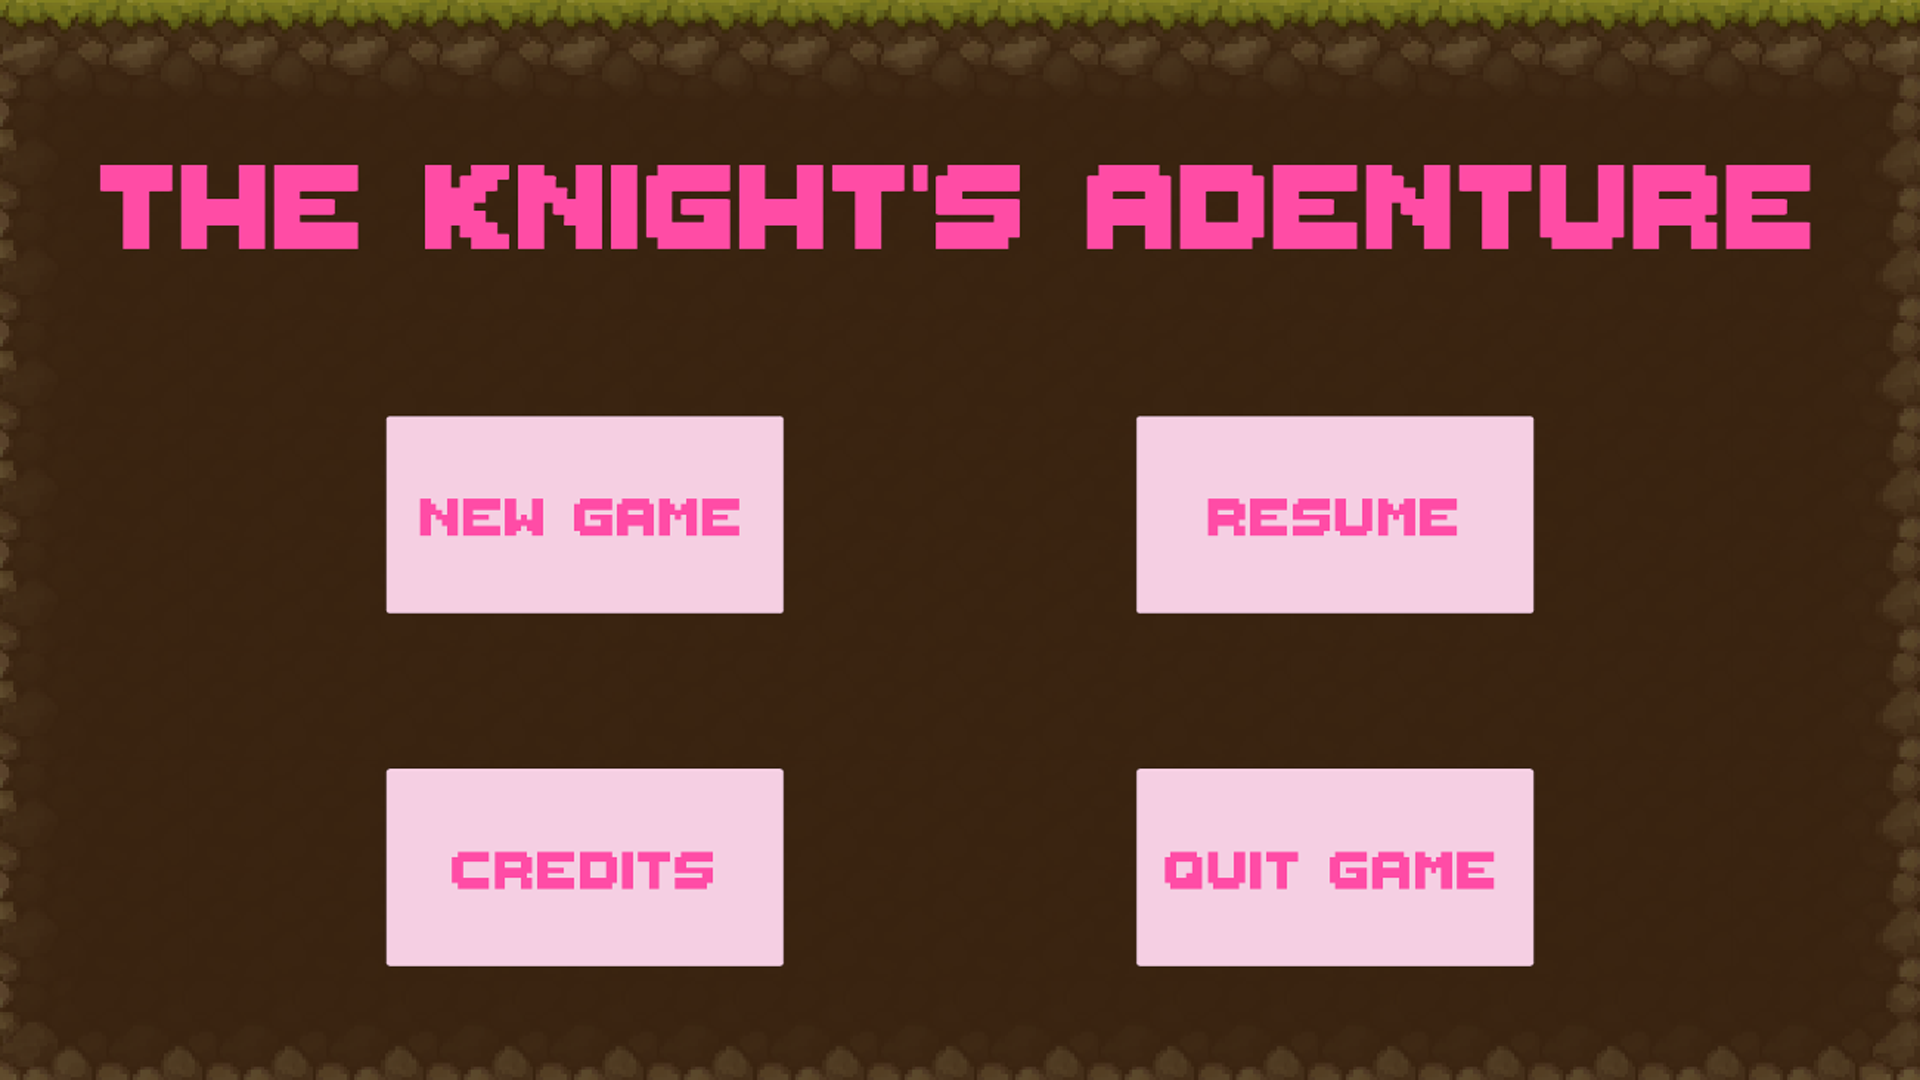 THE KNIGHT'S ADENTURE
NEW GAME
RESUME
CREDITS
QUIT GAME